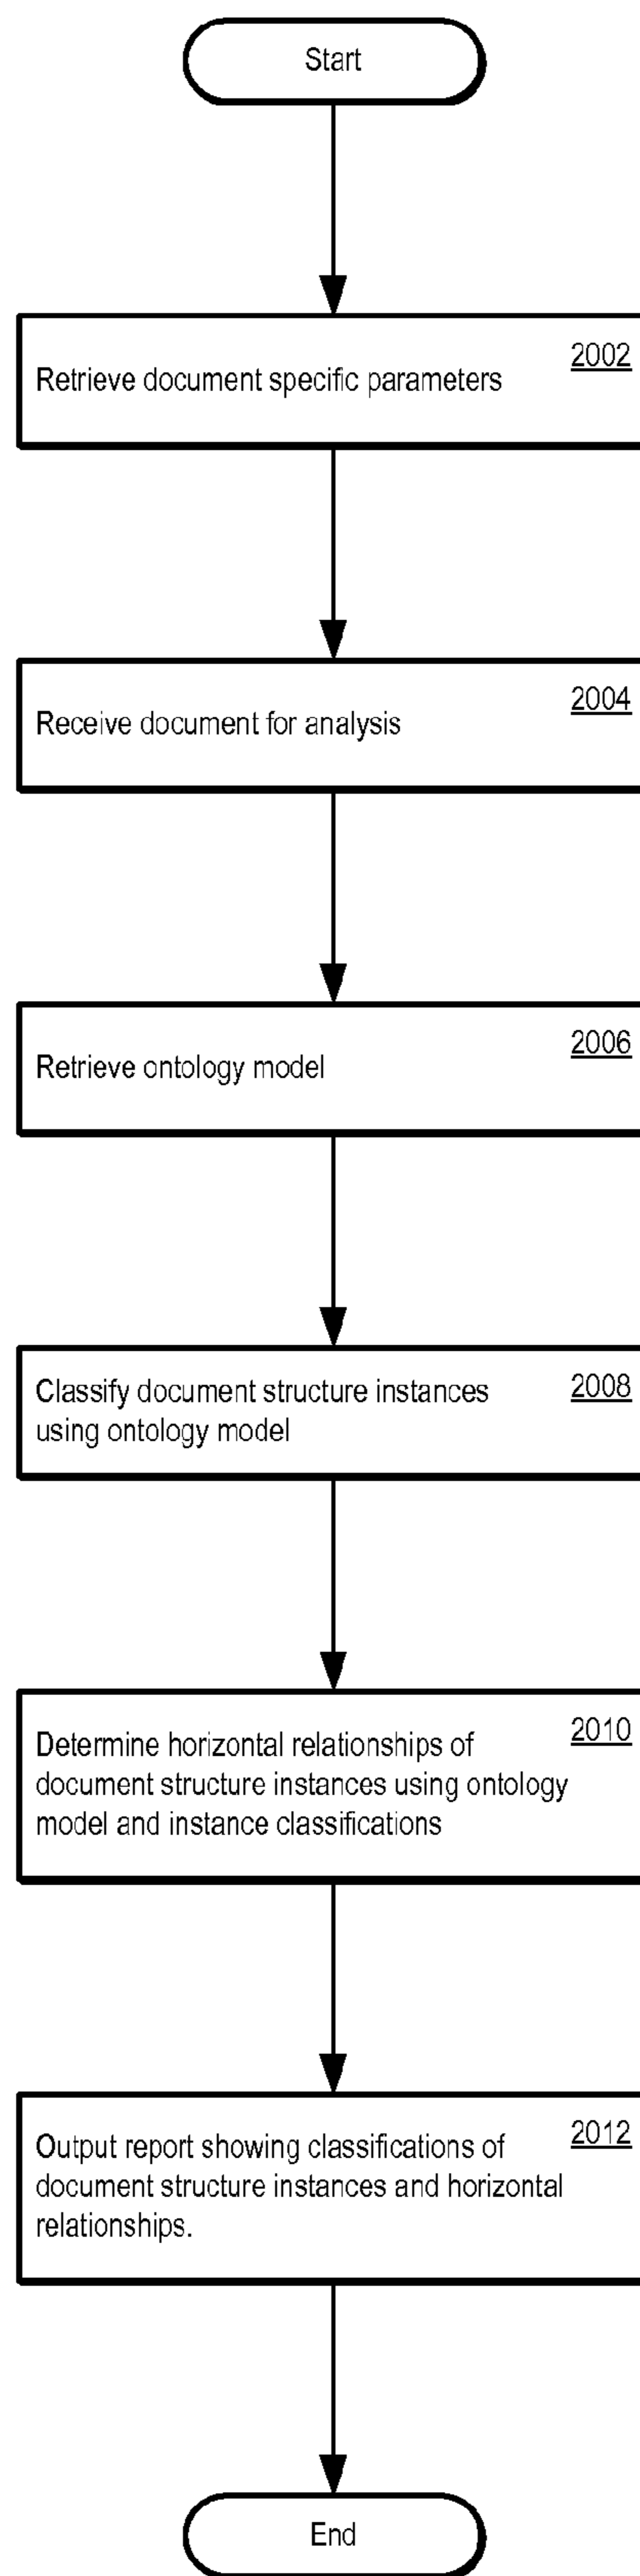 Start
2002
Retrieve document specific parameters
2004
Receive document for analysis
2006
Retrieve ontology model
2008
Classify document structure instances
using ontology model
2010
Determine horizontal relationships of
document structure instances using ontology
model and instance classifications
2012
Output report showing classifications of
document structure instances and horizontal
relationships.
End